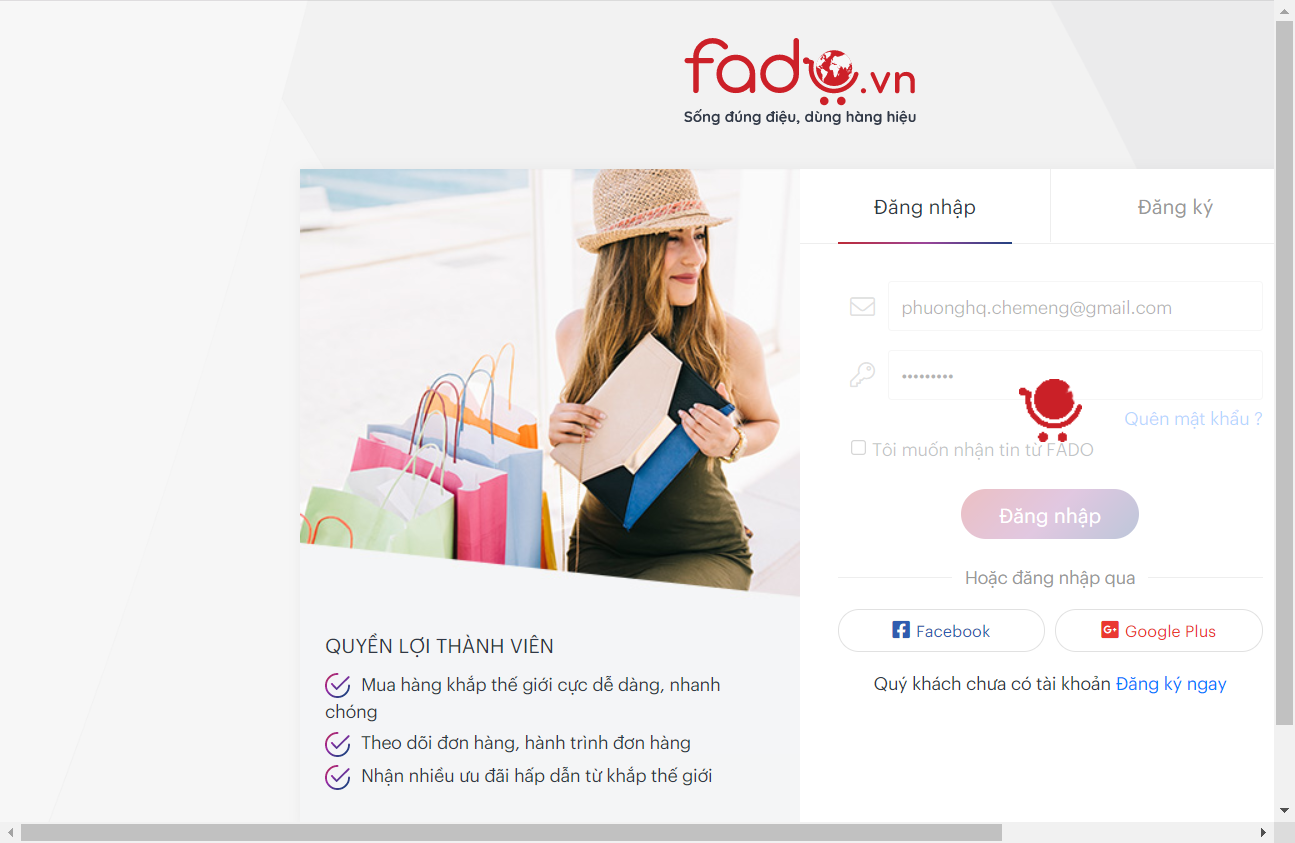 fado.vn
Sống đúng điệu, dùng hàng hiệu
Đăng nhập
Đăng ký
phuonghq.chemeng@gmail.com
•••••••••
Quên mật khẩu ?
Tôi muốn nhận tin từ FADO
Đăng nhập
Hoặc đăng nhập qua
Facebook
Google Plus
Quý khách chưa có tài khoản Đăng ký ngay
QUYỀN LỢI THÀNH VIÊN
Mua hàng khắp thế giới cực dễ dàng, nhanh
chóng
Theo dõi đơn hàng, hành trình đơn hàng
Nhận nhiều ưu đãi hấp dẫn từ khắp thế giới